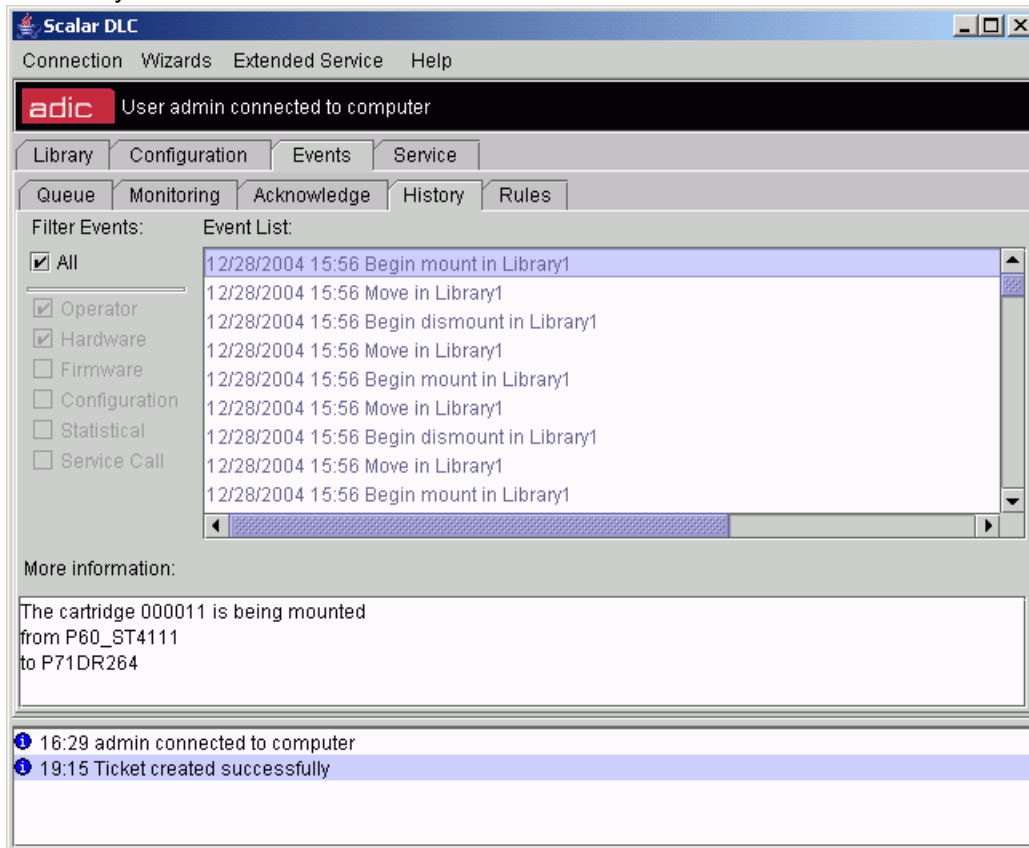 Scalar DLC
Connection Wizards Extended Service Help
adic User admin connected to computer
Library Configuration Events Service
Queue Monitoring Acknowledge History Rules
Filter Events: Event List:
All
Operator
Hardware
Firmware
Configuration
Statistical
Service Call
12/28/2004 15:56 Begin mount in Library1
12/28/2004 15:56 Move in Library1
12/28/2004 15:56 Begin dismount in Library1
12/28/2004 15:56 Move in Library1
12/28/2004 15:56 Begin mount in Library1
12/28/2004 15:56 Move in Library1
12/28/2004 15:56 Begin dismount in Library1
12/28/2004 15:56 Move in Library1
12/28/2004 15:56 Begin mount in Library1
More information:
The cartridge 000011 is being mounted
from P60_ST4111
to P71DR264
16:29 admin connected to computer
19:15 Ticket created successfully